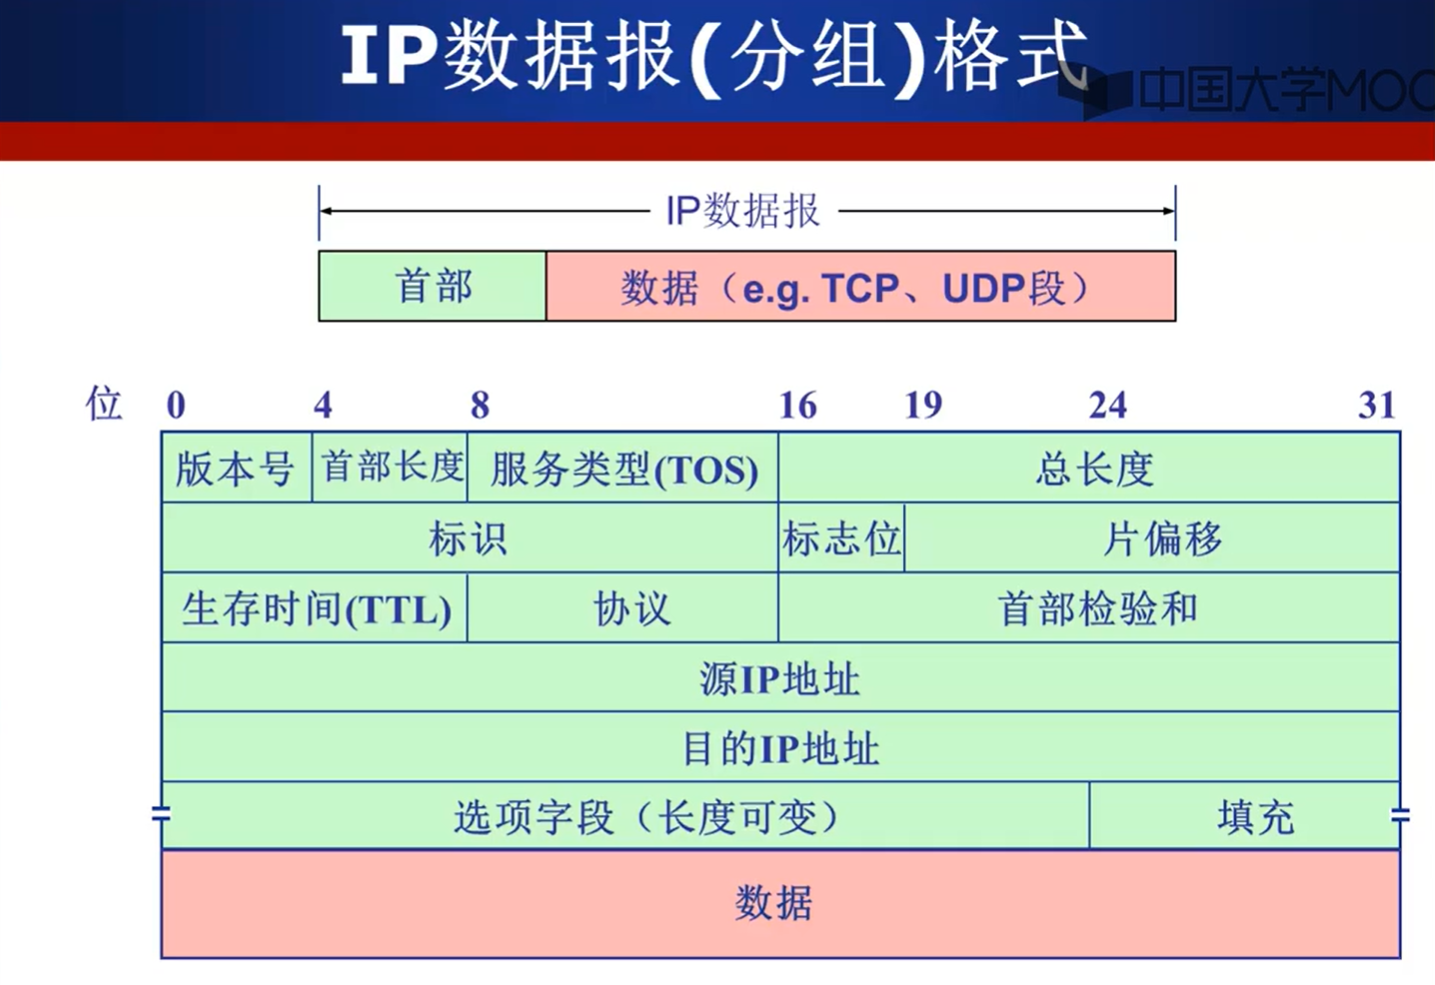 IP数据报(分组)格式
中国大学MOO
IP数据报
首部 数据（e.g. TCP、UDP段）
位 0 4 8 16 19 24 31
版本号 首部长度 服务类型(TOS) 总长度
标识 标志位 片偏移
生存时间(TTL) 协议 首部检验和
源IP地址
目的IP地址
选项字段（长度可变） 填充
数据